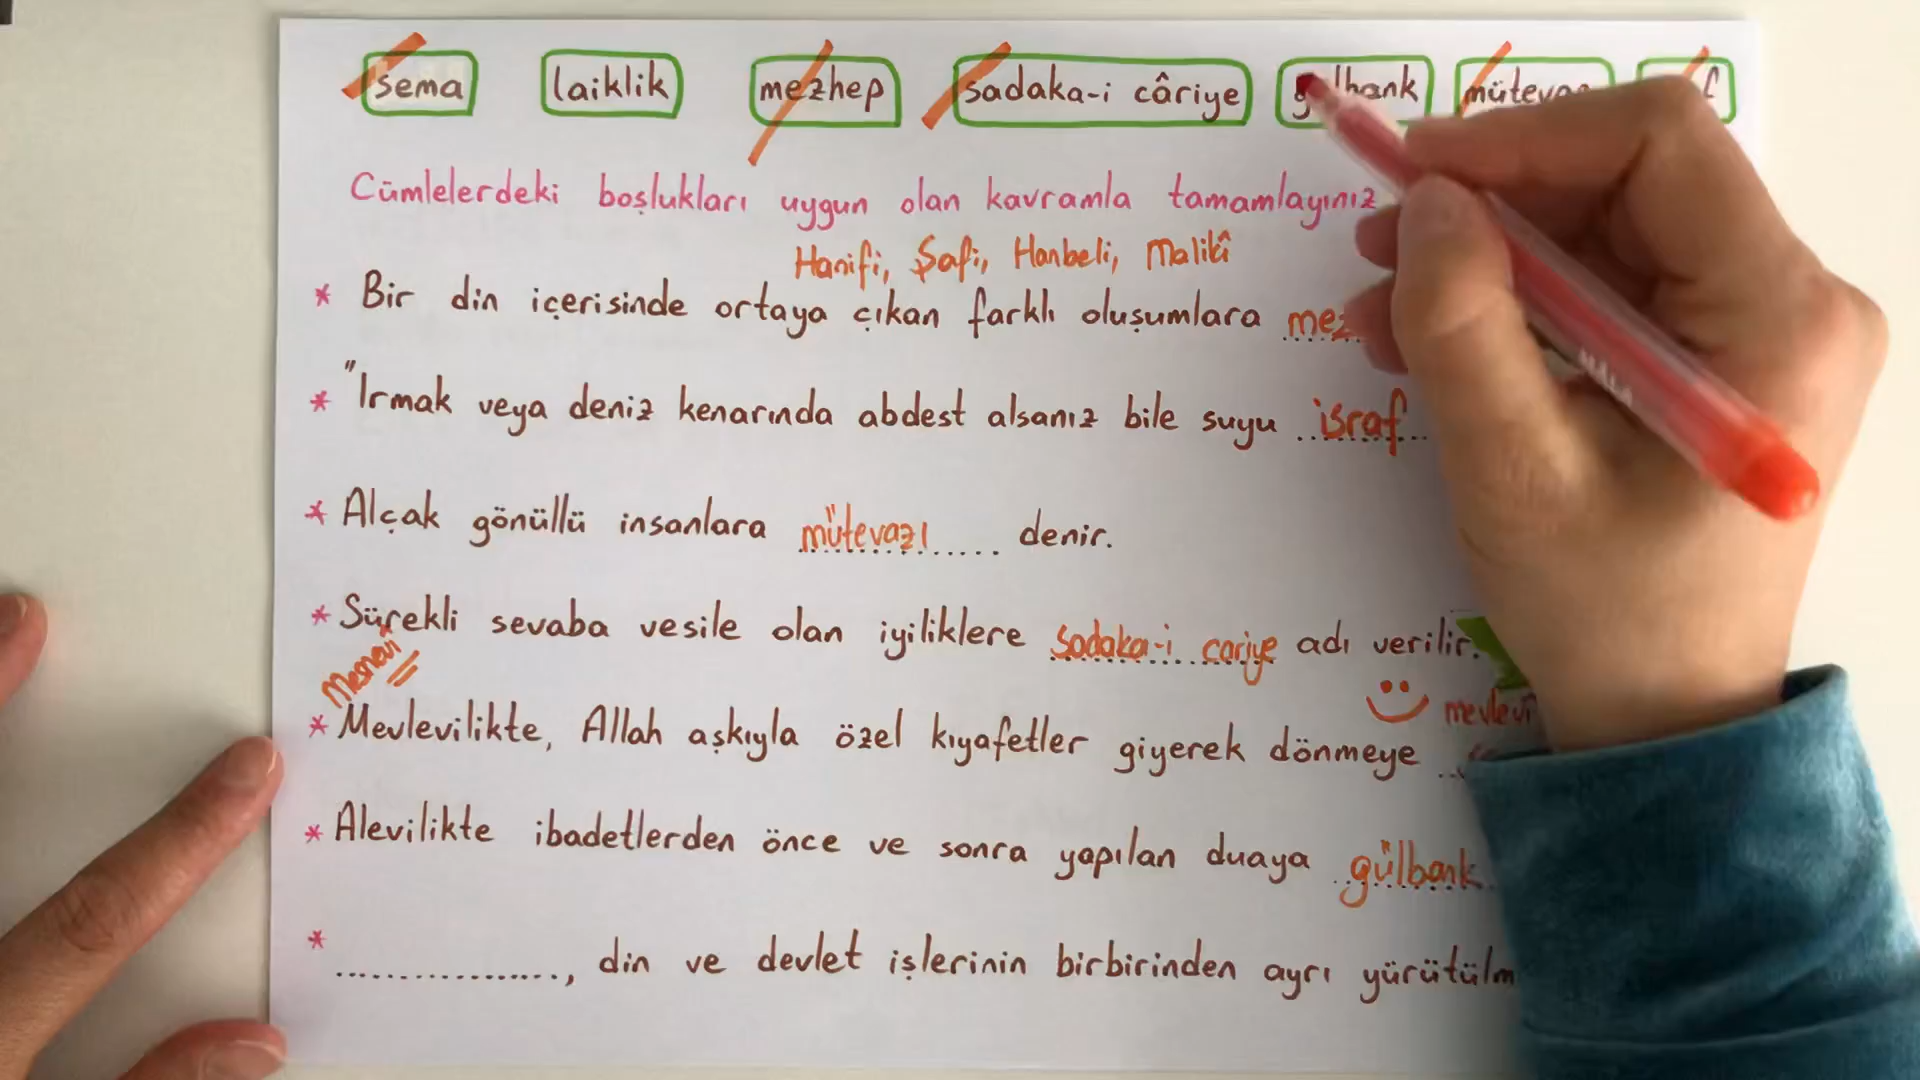 sema laiklik mezhep sadaka-i câriye
Cümlelerdeki boşlukları uygun olan kavramla tamamlayınız
Hanifi, Şafi, Hanbeli, Malikî
* Bir din içerisinde ortaya çıkan farklı oluşumlara
* "Irmak veya deniz kenarında abdest alsanız bile suyu israf
* Alçak gönüllü insanlara mütevazı denir.
* Sürekli sevaba vesile olan iyiliklere sadaka-i cariye adı verilir.
Mesnevi
mevlevi
* Mevlevilikte, Allah aşkıyla özel kıyafetler giyerek dönmeye
* Alevilikte ibadetlerden önce ve sonra yapılan duaya gülbank
* ................., din ve devlet işlerinin birbirinden ayrı